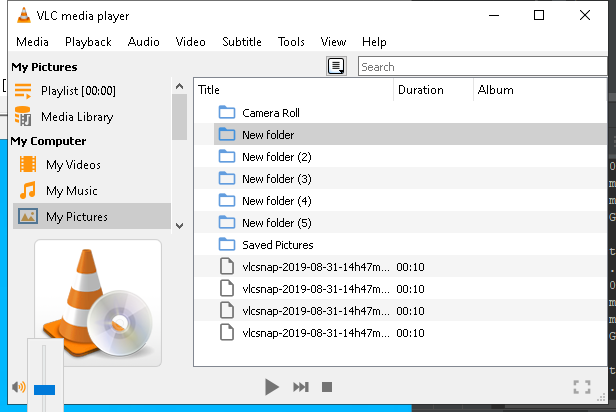 VLC media player
Media Playback Audio Video Subtitle Tools View Help
My Pictures
Playlist [00:00]
Media Library
My Computer
My Videos
My Music
My Pictures
Search
Title Duration Album
Camera Roll
New folder
New folder (2)
New folder (3)
New folder (4)
New folder (5)
Saved Pictures
vlcsnap-2019-08-31-14h47m... 00:10
vlcsnap-2019-08-31-14h47m... 00:10
vlcsnap-2019-08-31-14h47m... 00:10
vlcsnap-2019-08-31-14h47m... 00:10